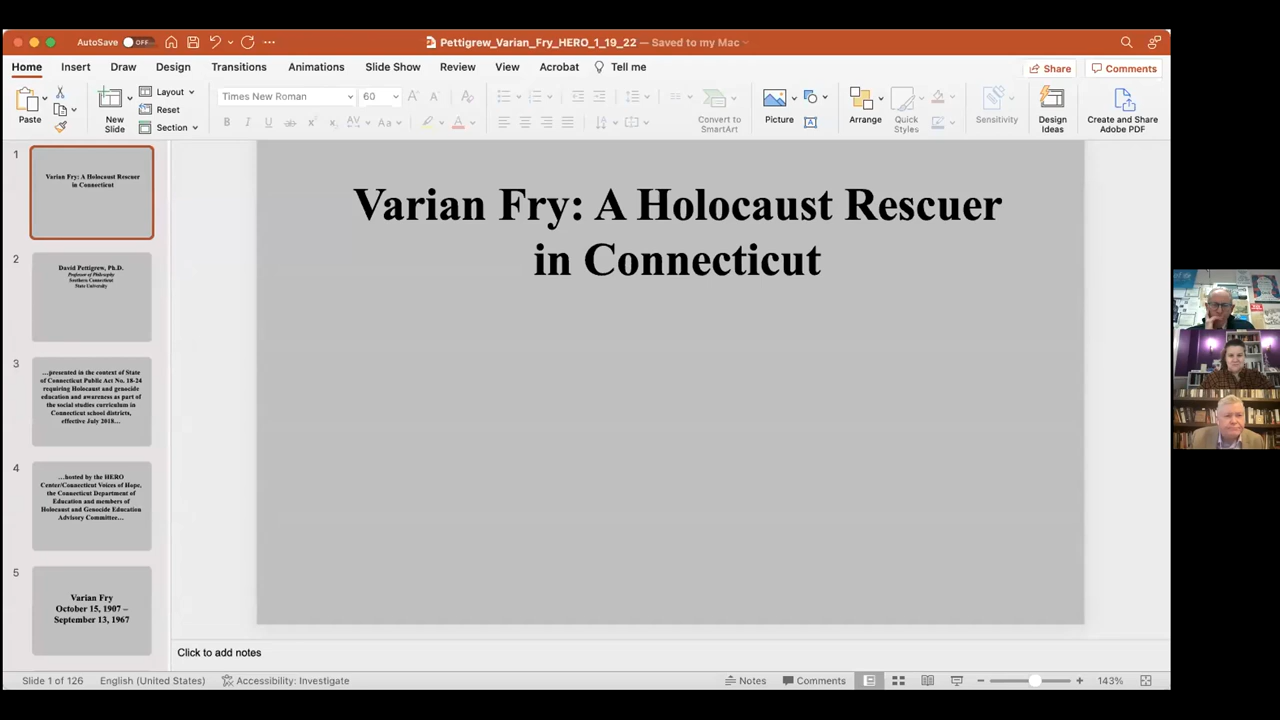 AutoSave OFF
Pettigrew_Varian_Fry_HERO_1_19_22 — Saved to my Mac
Home Insert Draw Design Transitions Animations Slide Show Review View Acrobat Tell me
Share Comments
Paste
New Slide
Layout
Reset
Section
Times New Roman 60
Convert to SmartArt
Picture
Arrange
Quick Styles
Sensitivity
Design Ideas
Create and Share Adobe PDF
1
Varian Fry: A Holocaust Rescuer
in Connecticut
2
David Pettigrew, Ph.D.
Professor of Philosophy
Southern Connecticut
State University
3
…presented in the context of State
of Connecticut Public Act No. 18-24
requiring Holocaust and genocide
education and awareness as part of
the social studies curriculum in
Connecticut school districts,
effective July 2018…
4
…hosted by the HERO
Center/Connecticut Voices of Hope,
the Connecticut Department of
Education and members of
Holocaust and Genocide Education
Advisory Committee…
5
Varian Fry
October 15, 1907 –
September 13, 1967
Varian Fry: A Holocaust Rescuer
in Connecticut
Click to add notes
Slide 1 of 126 English (United States) Accessibility: Investigate Notes Comments 143%